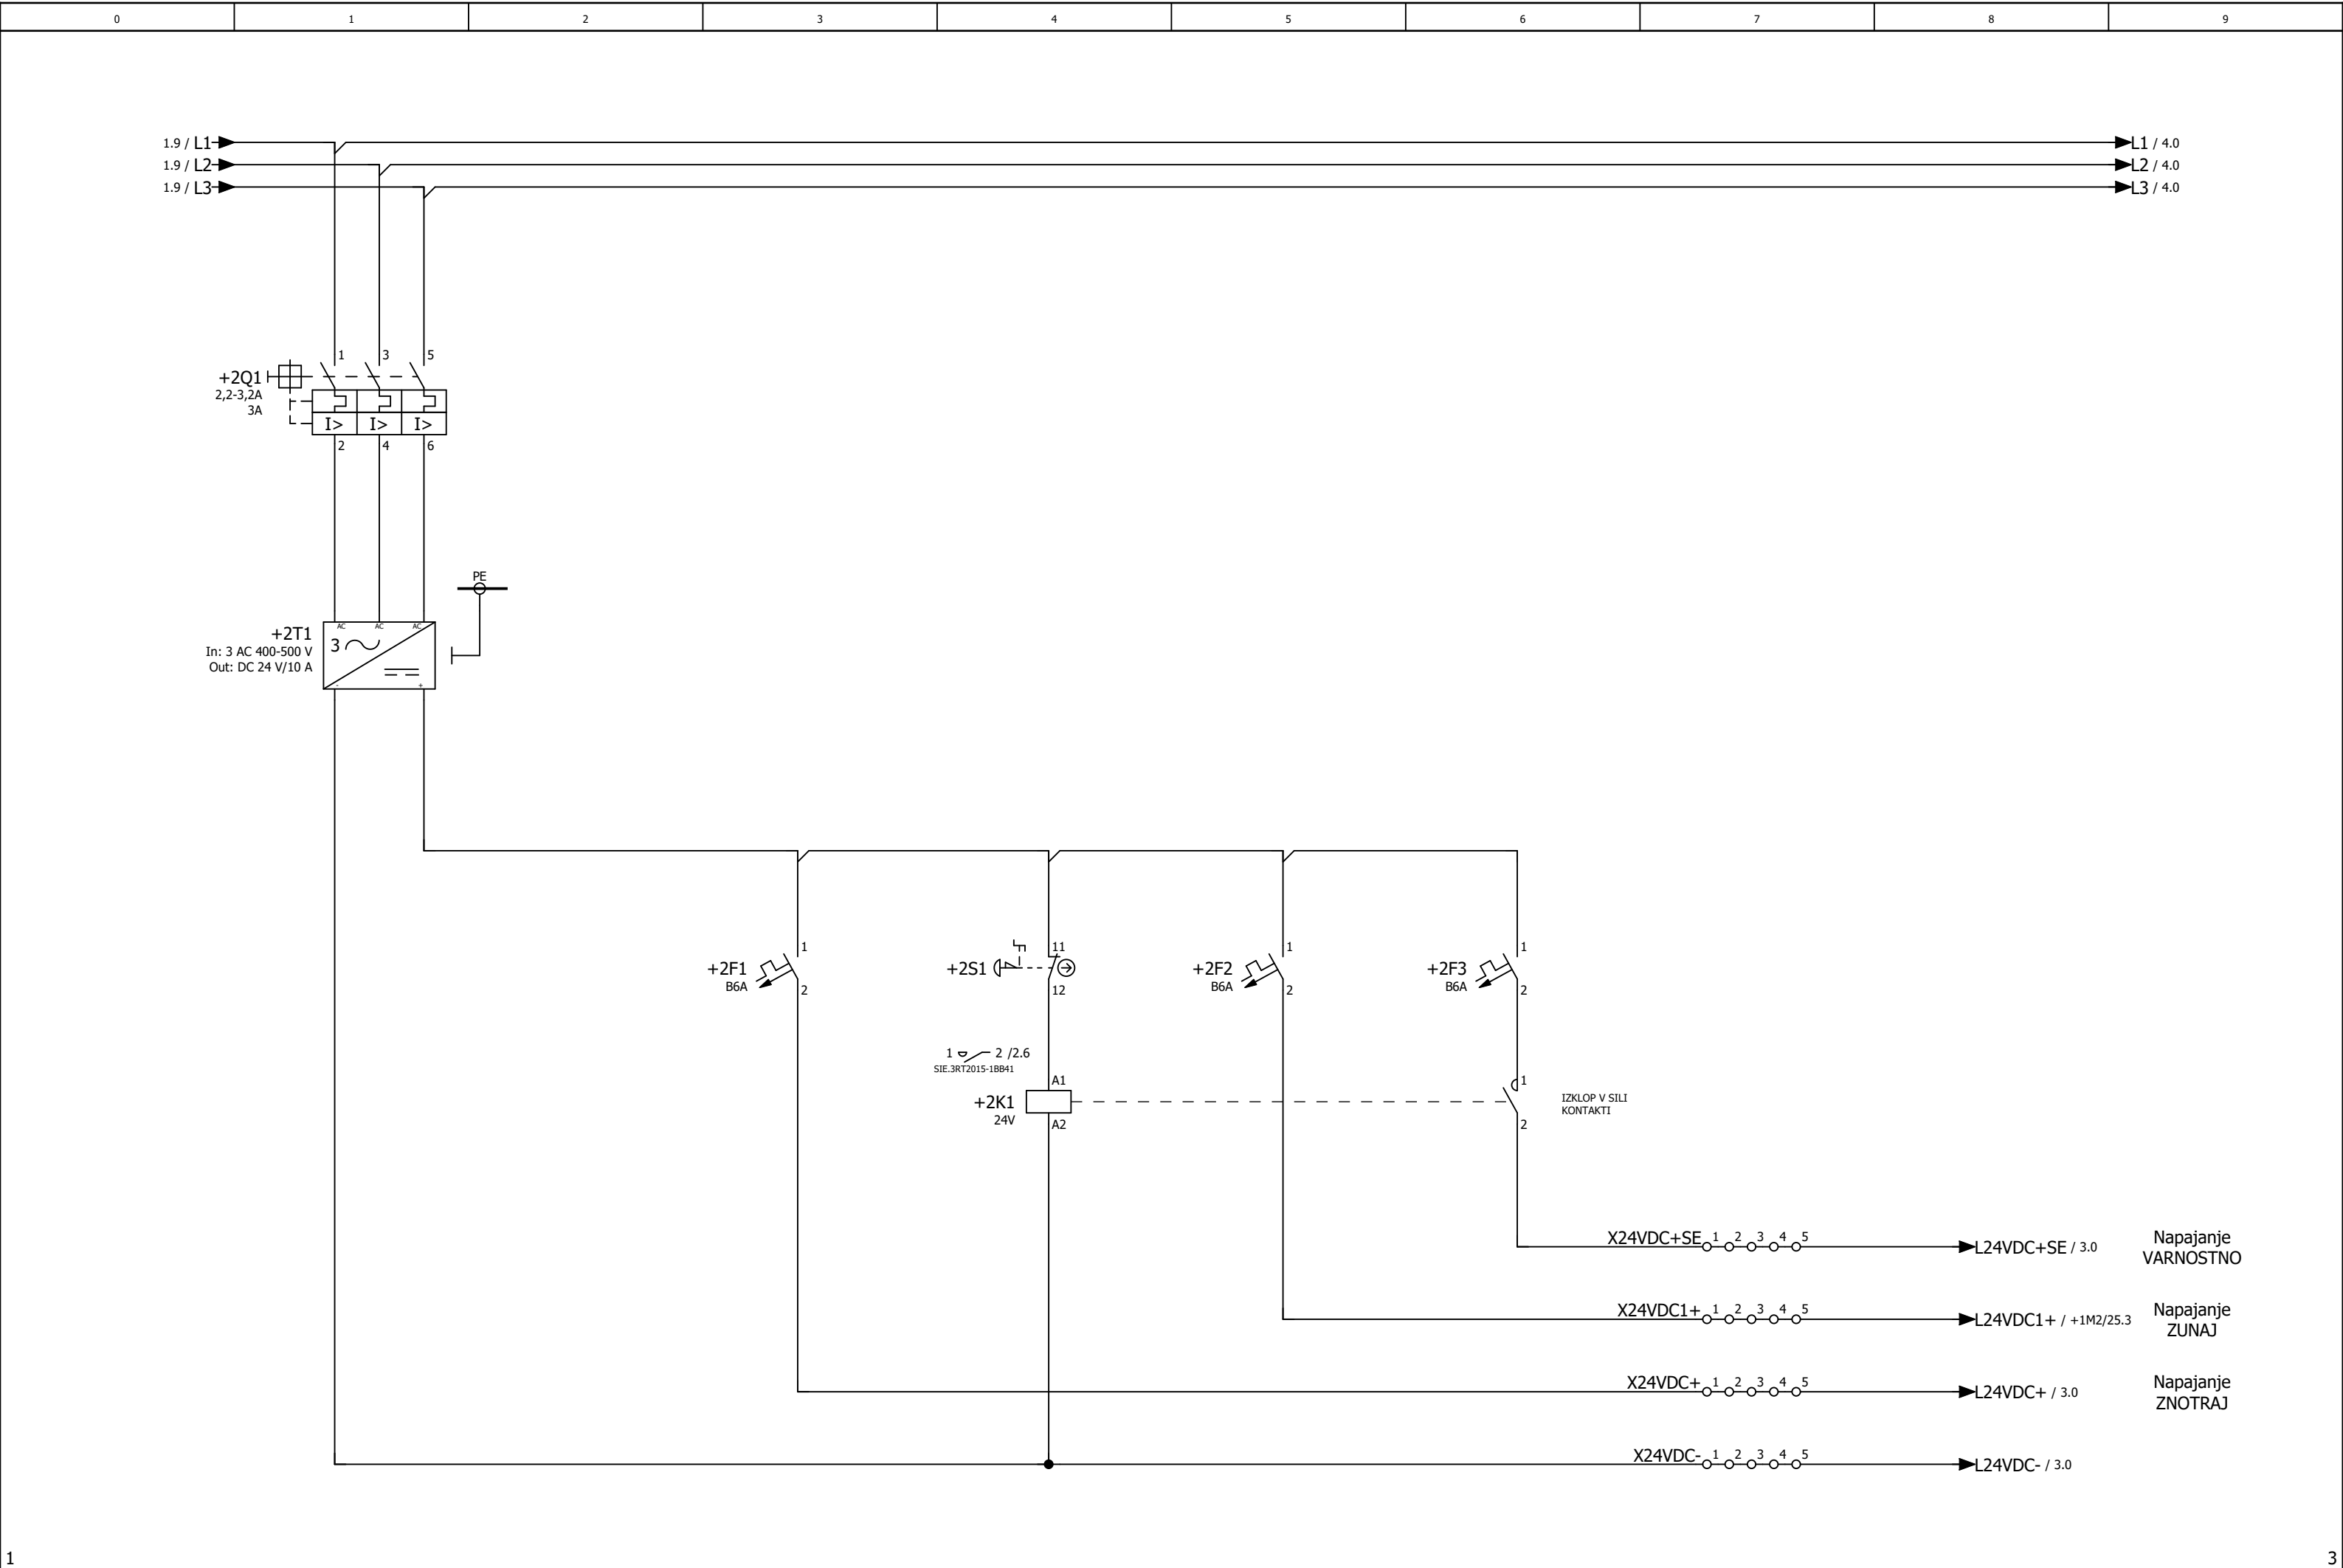 0 1 2 3 4 5 6 7 8 9
1.9 / L1
L1 / 4.0
1.9 / L2
L2 / 4.0
1.9 / L3
L3 / 4.0
1 3 5
+2Q1
2,2-3,2A
3A
I> I> I>
2 4 6
PE
+2T1
In: 3 AC 400-500 V
Out: DC 24 V/10 A
AC AC AC
3
- +
+2F1
B6A
1
2
+2S1
11
12
+2F2
B6A
1
2
+2F3
B6A
1
2
1 2 /2.6
SIE.3RT2015-1BB41
+2K1
24V
A1
A2
1
2
IZKLOP V SILI
KONTAKTI
X24VDC+SE 1 2 3 4 5
L24VDC+SE / 3.0
Napajanje
VARNOSTNO
X24VDC1+ 1 2 3 4 5
L24VDC1+ / +1M2/25.3
Napajanje
ZUNAJ
X24VDC+ 1 2 3 4 5
L24VDC+ / 3.0
Napajanje
ZNOTRAJ
X24VDC- 1 2 3 4 5
L24VDC- / 3.0
1
3